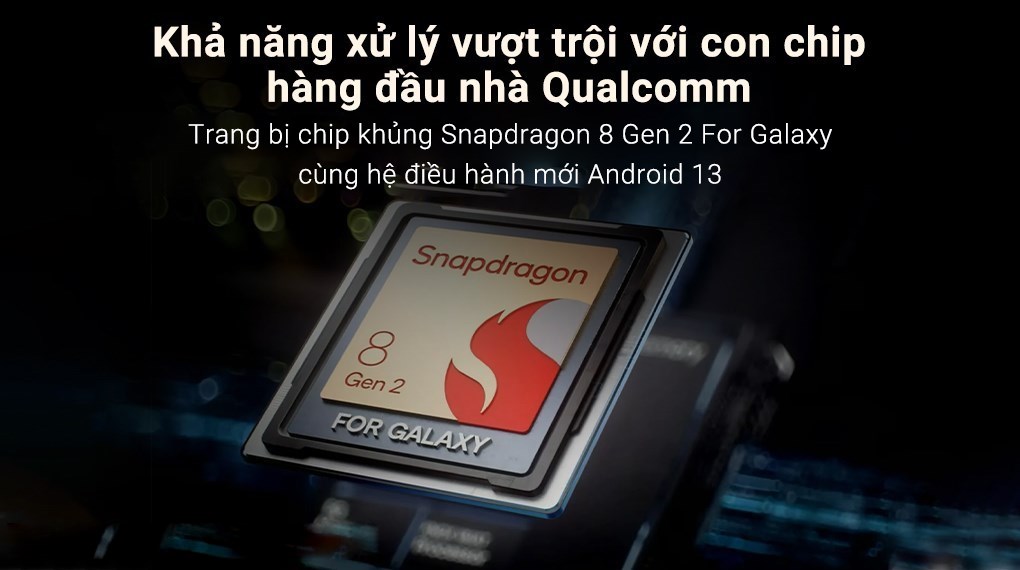 Khả năng xử lý vượt trội với con chip
hàng đầu nhà Qualcomm
Trang bị chip khủng Snapdragon 8 Gen 2 For Galaxy
cùng hệ điều hành mới Android 13
Snapdragon
8
Gen 2
FOR GALAXY